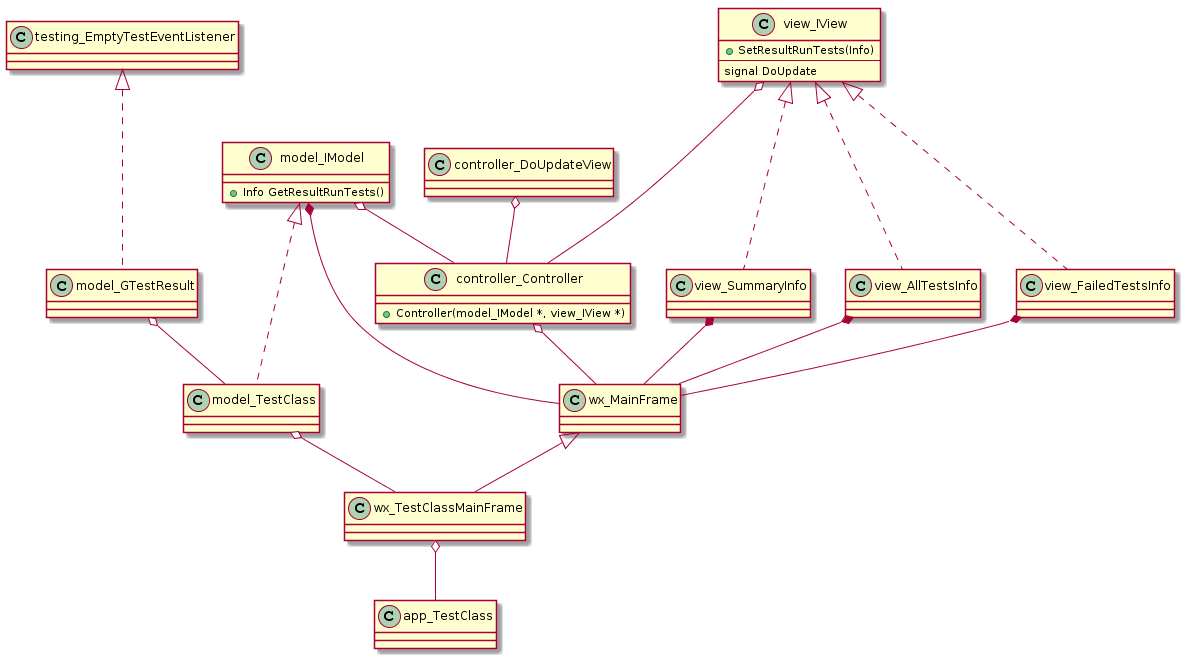 C testing_EmptyTestEventListener
C view_IView
SetResultRunTests(Info)
signal DoUpdate
C model_IModel
Info GetResultRunTests()
C controller_DoUpdateView
C model_GTestResult
C controller_Controller
Controller(model_IModel *, view_IView *)
C view_SummaryInfo
C view_AllTestsInfo
C view_FailedTestsInfo
C model_TestClass
C wx_MainFrame
C wx_TestClassMainFrame
C app_TestClass